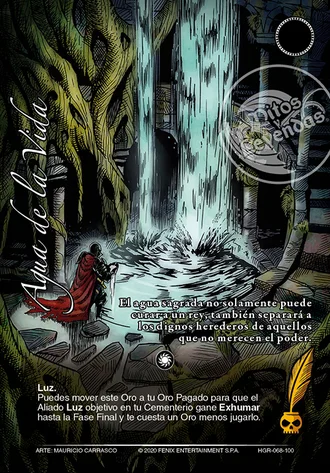 Agua de la Vida
mitos
y
leyendas
El agua sagrada no solamente puede
curar a un rey, también separará a
los dignos herederos de aquellos
que no merecen el poder.
Luz.
Puedes mover este Oro a tu Oro Pagado para que el
Aliado Luz objetivo en tu Cementerio gane Exhumar
hasta la Fase Final y te cuesta un Oro menos jugarlo.
ARTE: MAURICIO CARRASCO
© 2020 FENIX ENTERTAINMENT S.P.A.
HGR-068-100